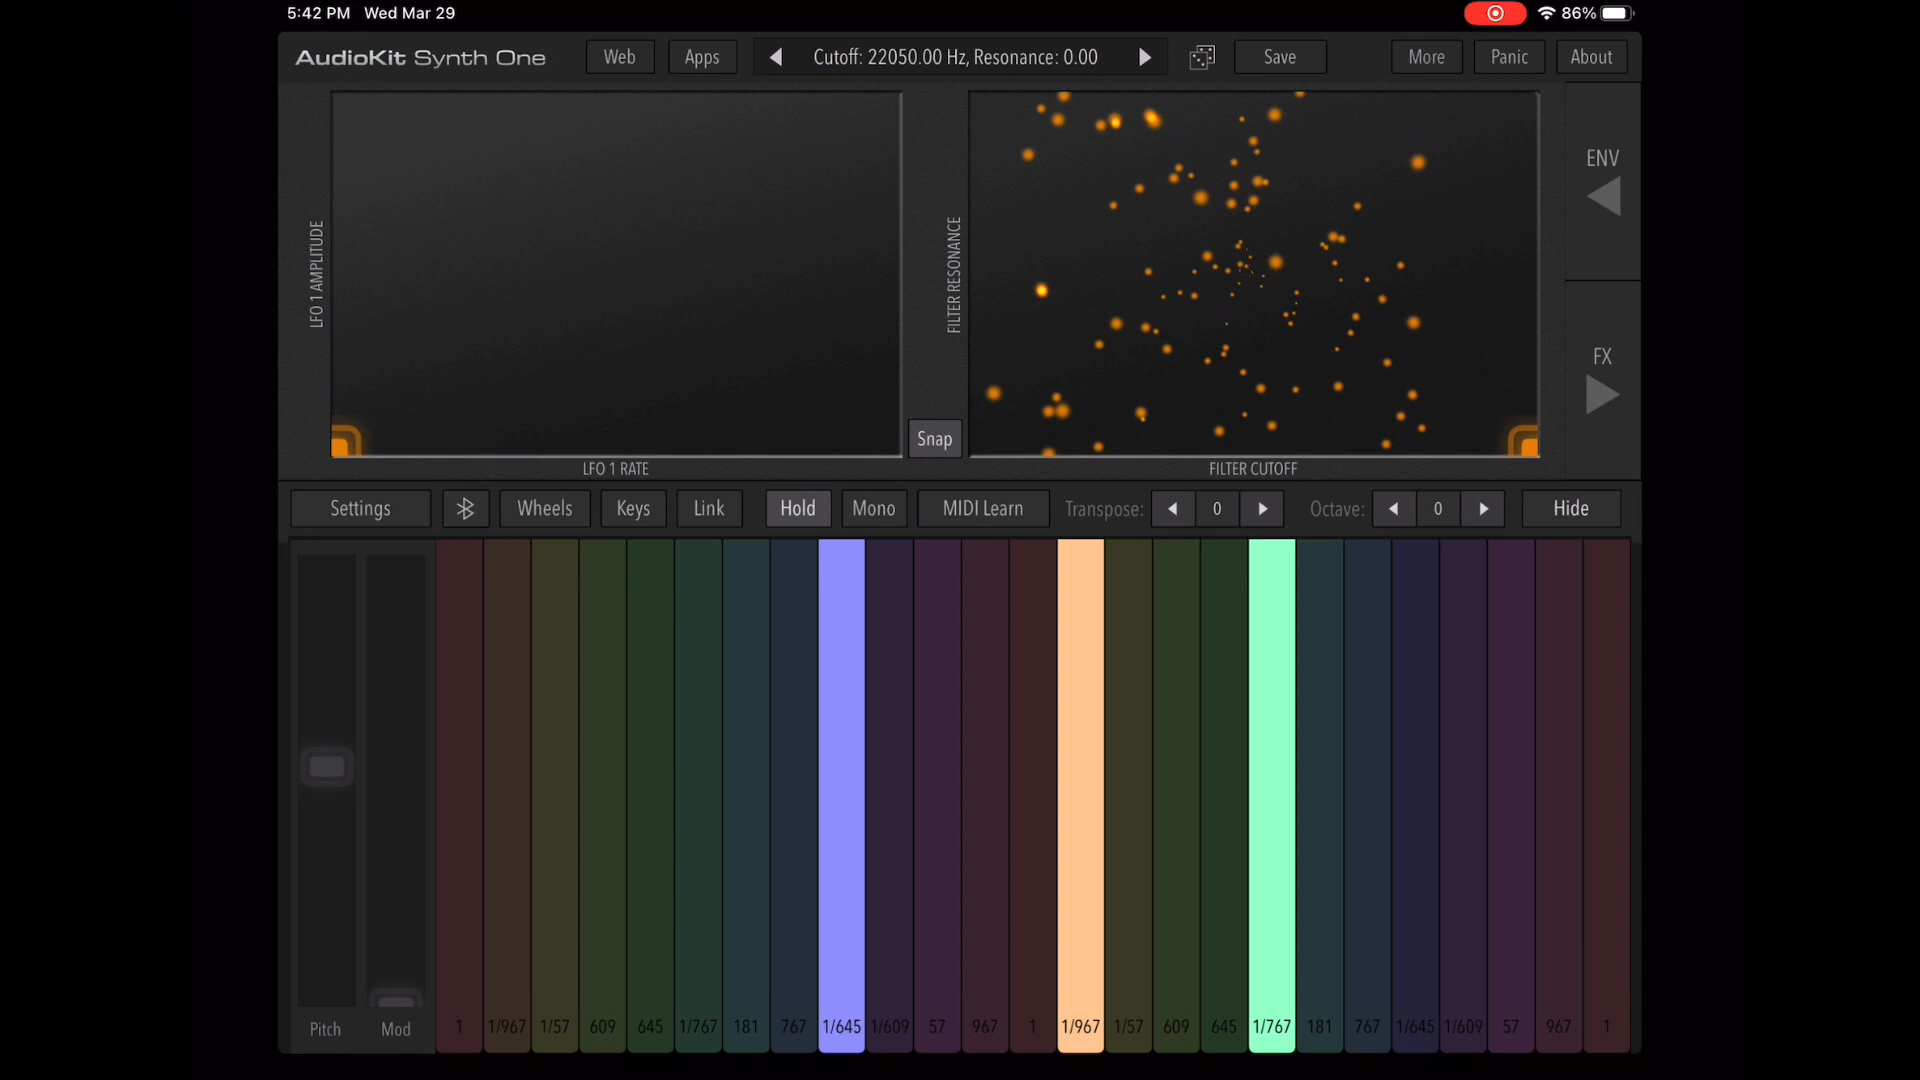 5:42 PM Wed Mar 29
86%
AudioKit Synth One
Web
Apps
Cutoff: 22050.00 Hz, Resonance: 0.00
Save
More
Panic
About
LFO 1 AMPLITUDE
LFO 1 RATE
Snap
FILTER RESONANCE
FILTER CUTOFF
ENV
FX
Settings
Wheels
Keys
Link
Hold
Mono
MIDI Learn
Transpose:
0
Octave:
0
Hide
Pitch
Mod
1 1/967 1/57 609 645 1/767 181 767 1/645 1/609 57 967 1 1/967 1/57 609 645 1/767 181 767 1/645 1/609 57 967 1